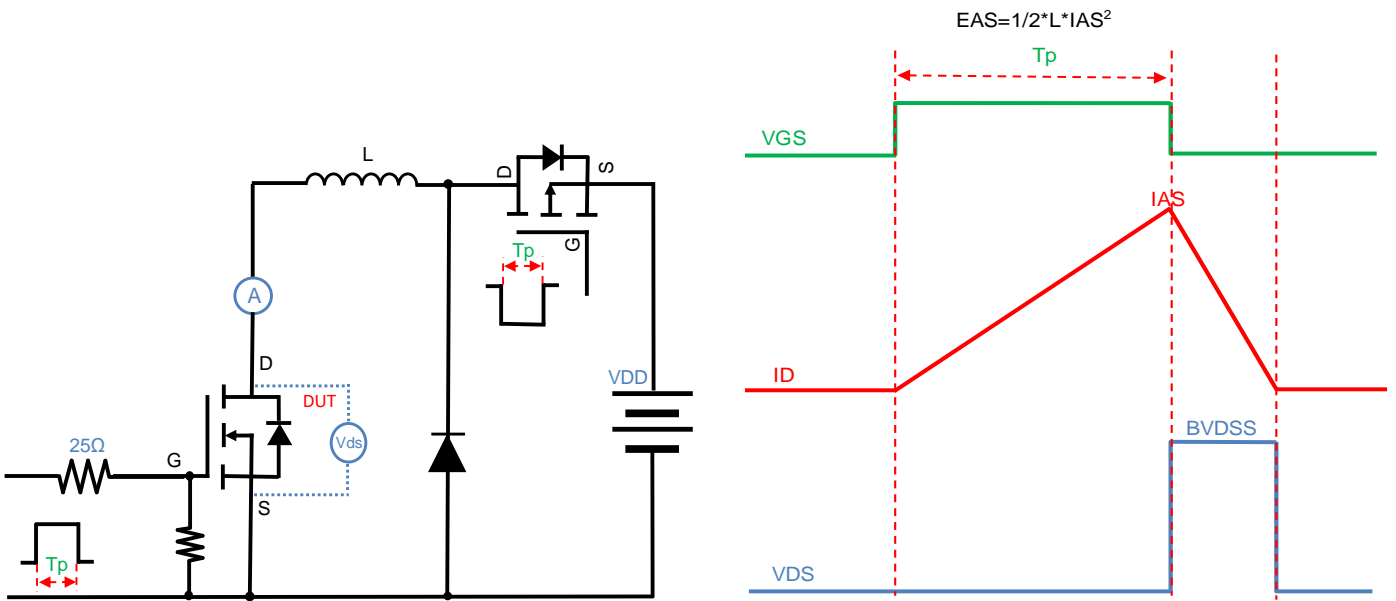 EAS=1/2*L*IAS²
Tp
VGS
IAS
ID
BVDSS
VDS
L
D
S
G
Tp
A
D
DUT
Vds
VDD
25Ω
G
S
Tp